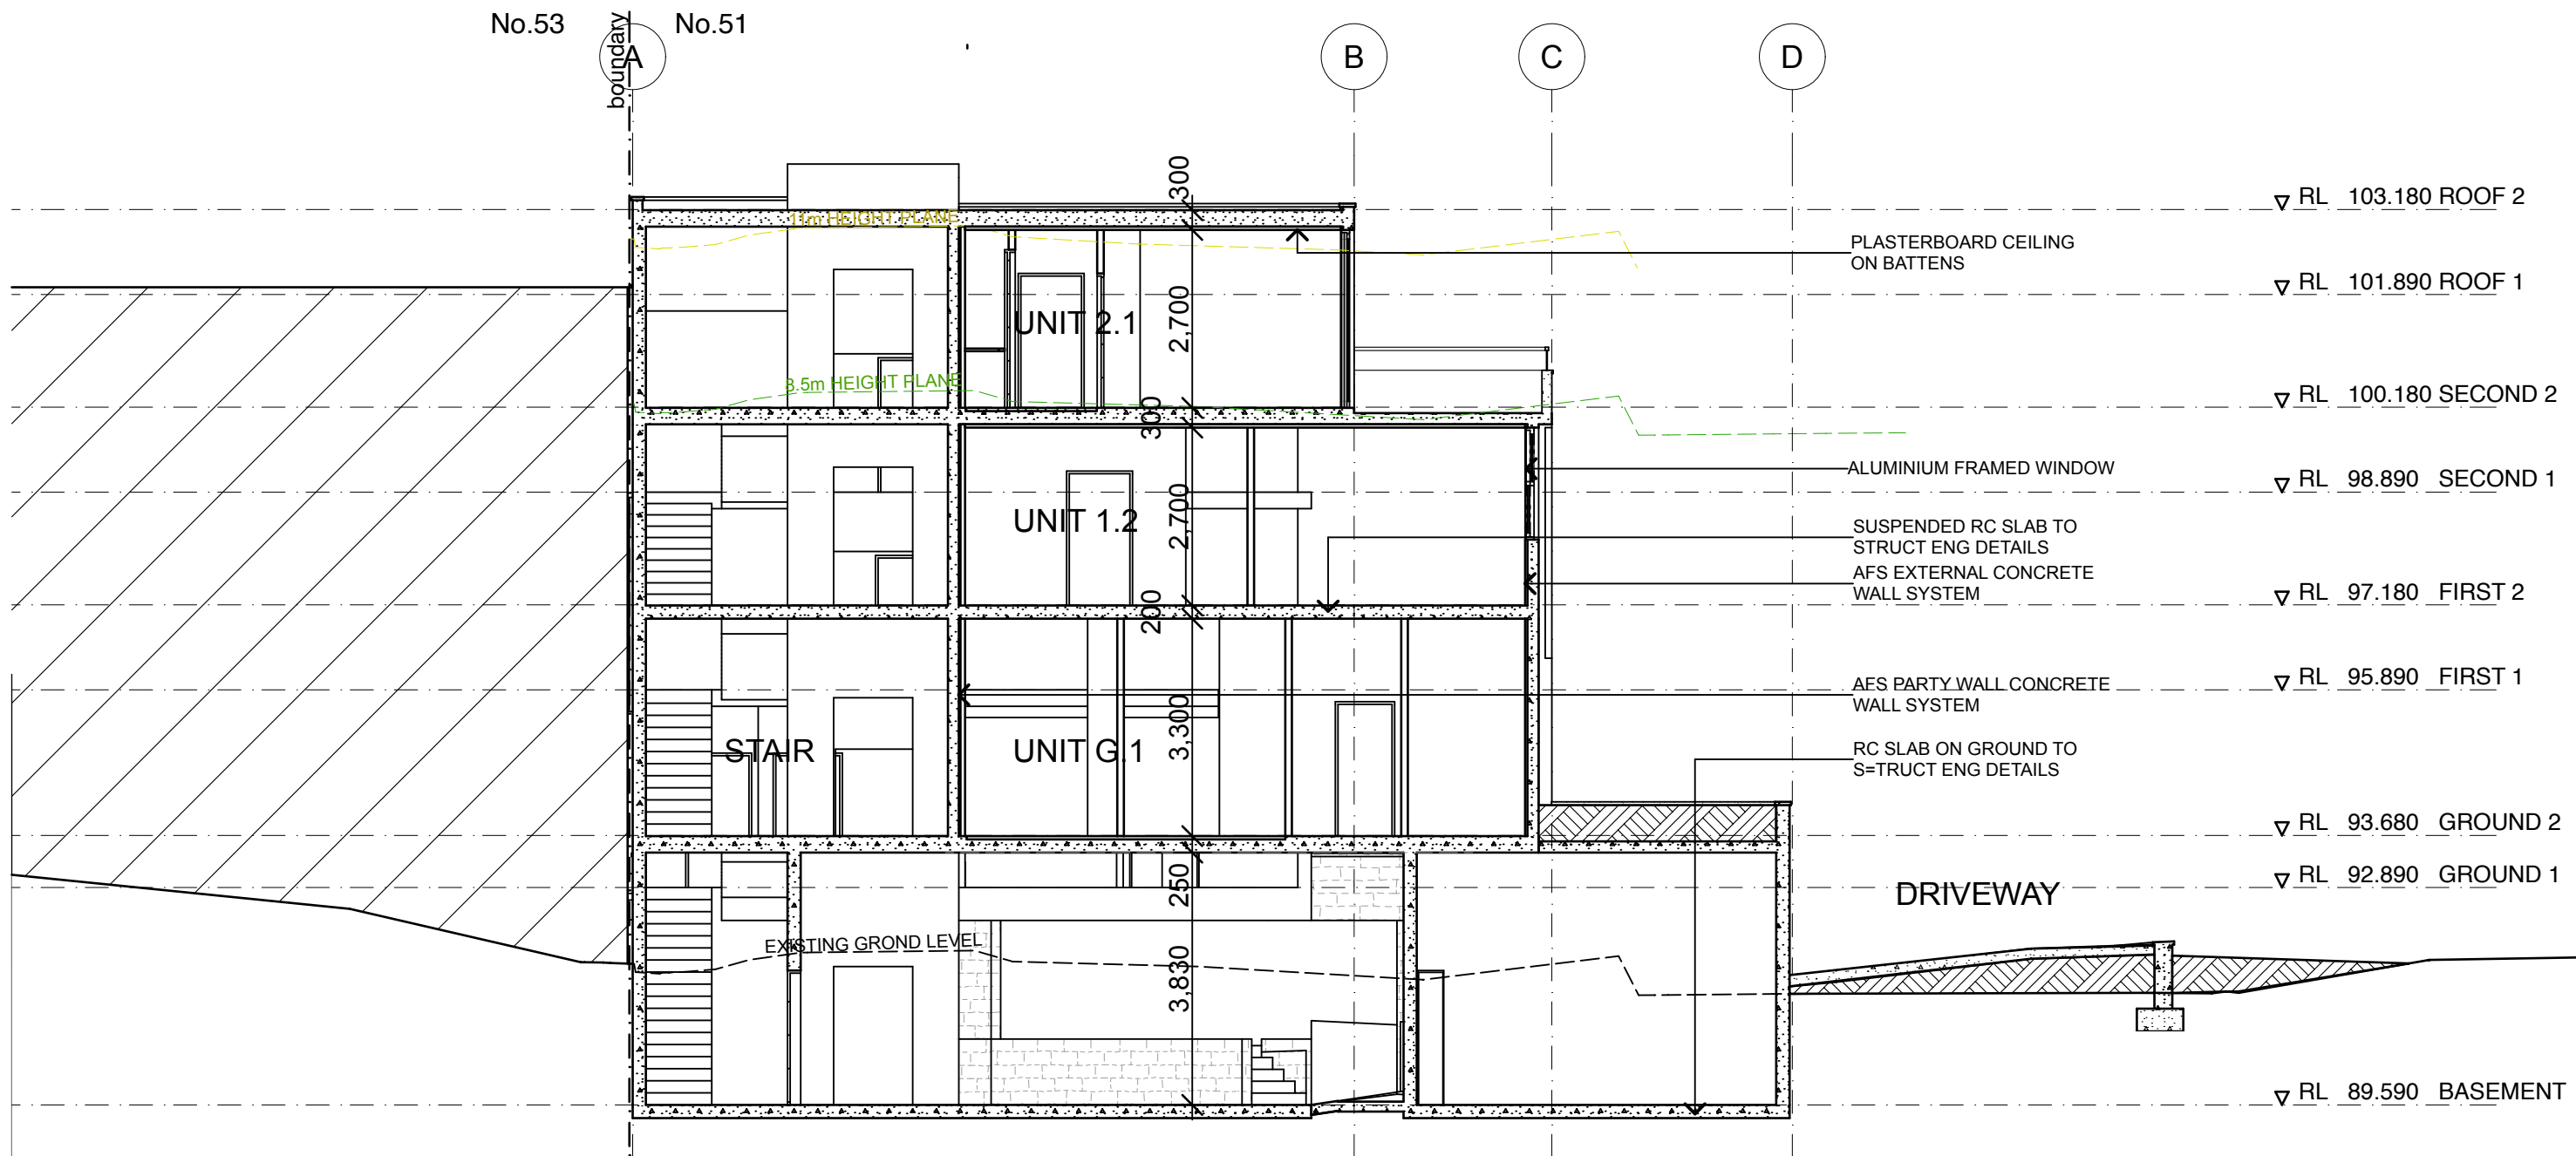 No.53
No.51
boundary
A
B
C
D
300
RL 103.180 ROOF 2
11m HEIGHT PLANE
PLASTERBOARD CEILING
ON BATTENS
RL 101.890 ROOF 1
UNIT 2.1
2,700
8.5m HEIGHT PLANE
RL 100.180 SECOND 2
300
ALUMINIUM FRAMED WINDOW
RL 98.890 SECOND 1
UNIT 1.2
2,700
SUSPENDED RC SLAB TO
STRUCT ENG DETAILS
AFS EXTERNAL CONCRETE
WALL SYSTEM
RL 97.180 FIRST 2
200
RL 95.890 FIRST 1
AFS PARTY WALL CONCRETE
WALL SYSTEM
STAIR
UNIT G.1
3,300
RC SLAB ON GROUND TO
S=TRUCT ENG DETAILS
RL 93.680 GROUND 2
250
RL 92.890 GROUND 1
DRIVEWAY
EXISTING GROND LEVEL
3,830
RL 89.590 BASEMENT